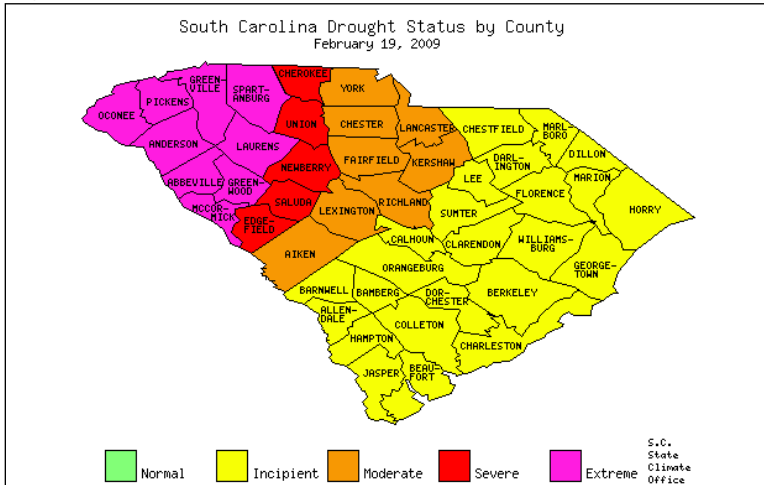 South Carolina Drought Status by County
February 19, 2009
CHEROKEE
GREEN-
VILLE
SPART-
ANBURG
YORK
PICKENS
OCONEE
UNION
CHESTER
LANCASTER
CHESTFIELD
MARL-
BORO
ANDERSON
LAURENS
FAIRFIELD
KERSHAW
DARL-
INGTON
DILLON
NEWBERRY
LEE
MARION
ABBEVILLE
GREEN-
WOOD
FLORENCE
SALUDA
RICHLAND
MCCOR-
MICK
LEXINGTON
SUMTER
HORRY
EDGE-
FIELD
CALHOUN
CLARENDON
WILLIAMS-
BURG
AIKEN
ORANGEBURG
GEORGE-
TOWN
BARNWELL
BAMBERG
DOR-
CHESTER
BERKELEY
ALLEN-
DALE
COLLETON
HAMPTON
CHARLESTON
JASPER
BEAU-
FORT
Normal
Incipient
Moderate
Severe
Extreme
S.C.
State
Climate
Office